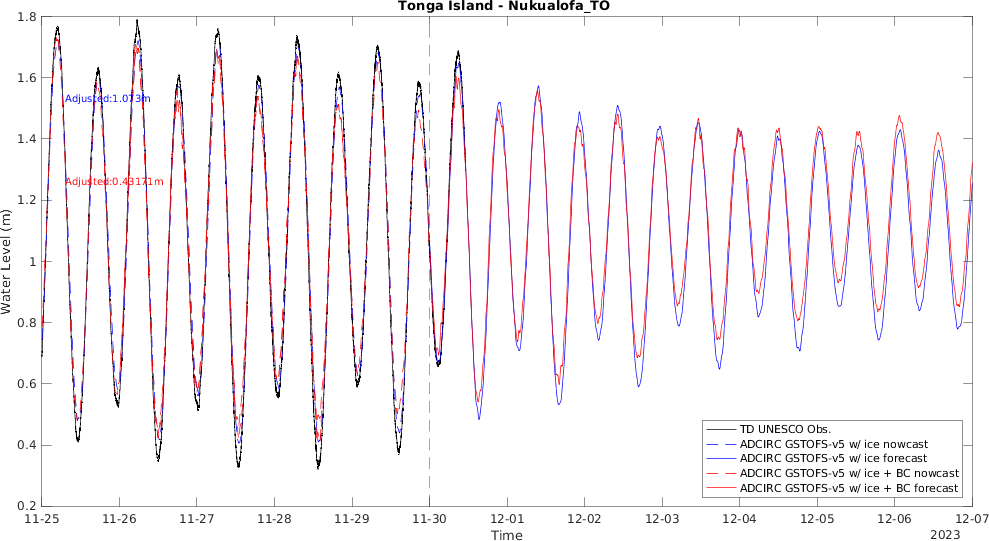 Tonga Island - Nukualofa_TO
Water Level (m)
1.8
1.6
1.4
1.2
1
0.8
0.6
0.4
0.2
Adjusted:1.073m
Adjusted:0.43171m
TD UNESCO Obs.
ADCIRC GSTOFS-v5 w/ ice nowcast
ADCIRC GSTOFS-v5 w/ ice forecast
ADCIRC GSTOFS-v5 w/ ice + BC nowcast
ADCIRC GSTOFS-v5 w/ ice + BC forecast
11-25 11-26 11-27 11-28 11-29 11-30 12-01 12-02 12-03 12-04 12-05 12-06 12-07
Time
2023